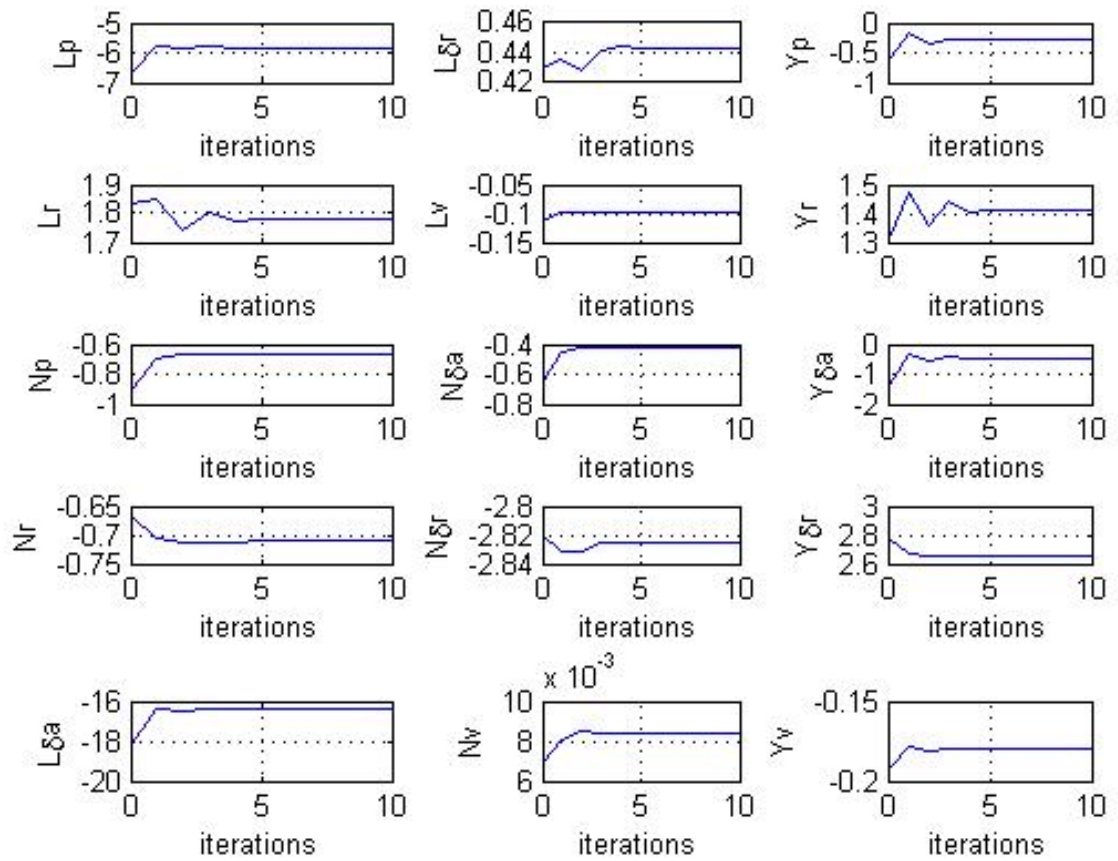 Lp
-5
-6
-7
0 5 10
iterations
Lδr
0.46
0.44
0.42
0 5 10
iterations
Yp
0
-0.5
-1
0 5 10
iterations
Lr
1.9
1.8
1.7
0 5 10
iterations
Lv
-0.05
-0.1
-0.15
0 5 10
iterations
Yr
1.5
1.4
1.3
0 5 10
iterations
Np
-0.6
-0.8
-1
0 5 10
iterations
Nδa
-0.4
-0.6
-0.8
0 5 10
iterations
Yδa
0
-1
-2
0 5 10
iterations
Nr
-0.65
-0.7
-0.75
0 5 10
iterations
Nδr
-2.8
-2.82
-2.84
0 5 10
iterations
Yδr
3
2.8
2.6
0 5 10
iterations
Lδa
-16
-18
-20
0 5 10
iterations
x 10-3
Nv
10
8
6
0 5 10
iterations
Yv
-0.15
-0.2
0 5 10
iterations